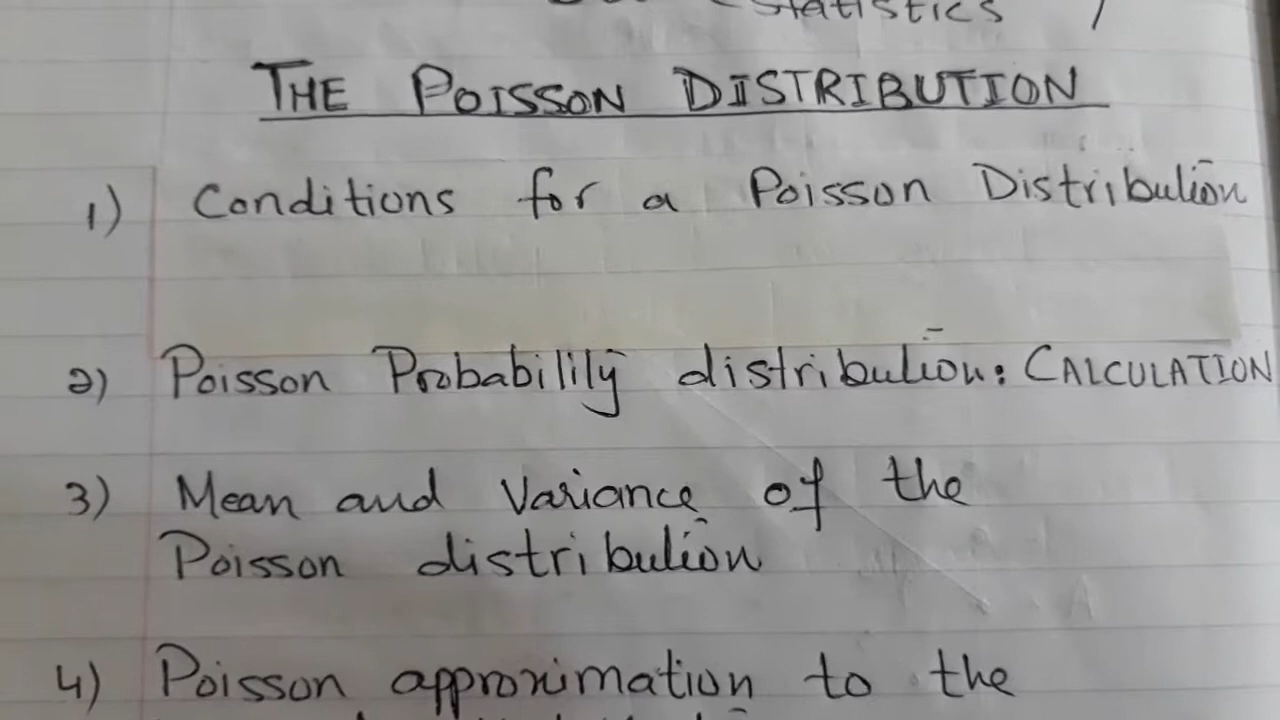 Statistics
THE POISSON DISTRIBUTION
1) Conditions for a Poisson Distribution
2) Poisson Probability distribution: CALCULATION
3) Mean and Variance of the
Poisson distribution
4) Poisson approximation to the